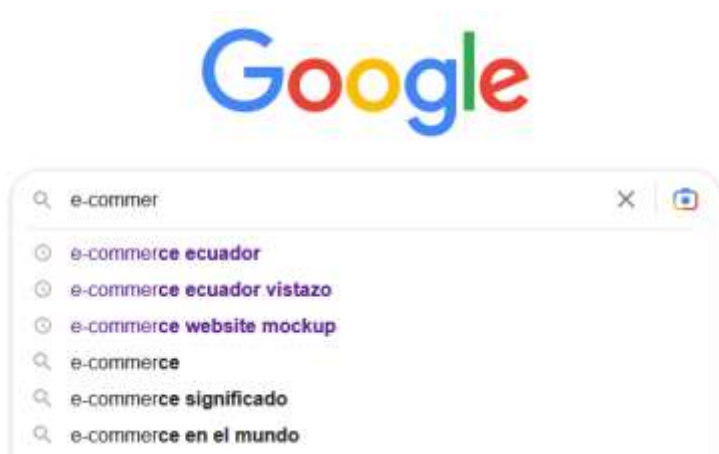 Google
e-commer
e-commerce ecuador
e-commerce ecuador vistazo
e-commerce website mockup
e-commerce
e-commerce significado
e-commerce en el mundo